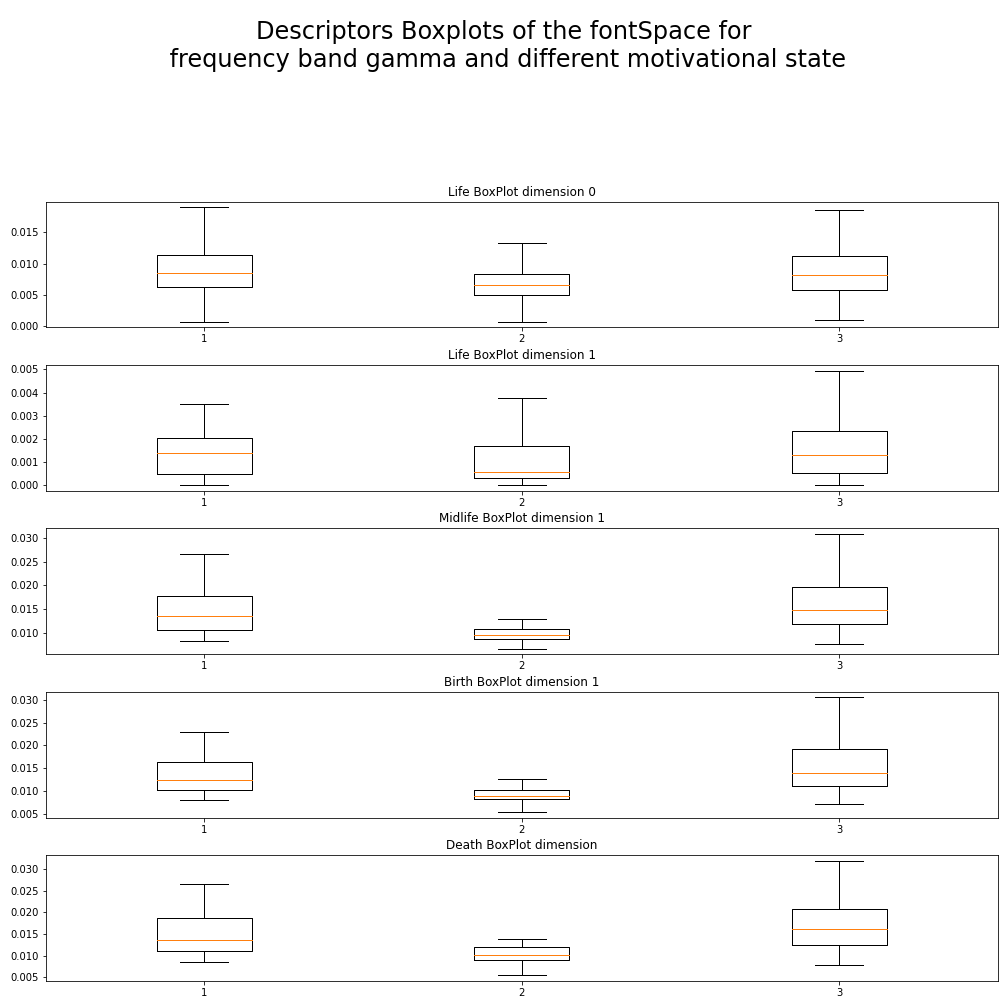 Descriptors Boxplots of the fontSpace for
frequency band gamma and different motivational state
Life BoxPlot dimension 0
0.015
0.010
0.005
0.000
1 2 3
Life BoxPlot dimension 1
0.005
0.004
0.003
0.002
0.001
0.000
1 2 3
Midlife BoxPlot dimension 1
0.030
0.025
0.020
0.015
0.010
1 2 3
Birth BoxPlot dimension 1
0.030
0.025
0.020
0.015
0.010
0.005
1 2 3
Death BoxPlot dimension
0.030
0.025
0.020
0.015
0.010
0.005
1 2 3